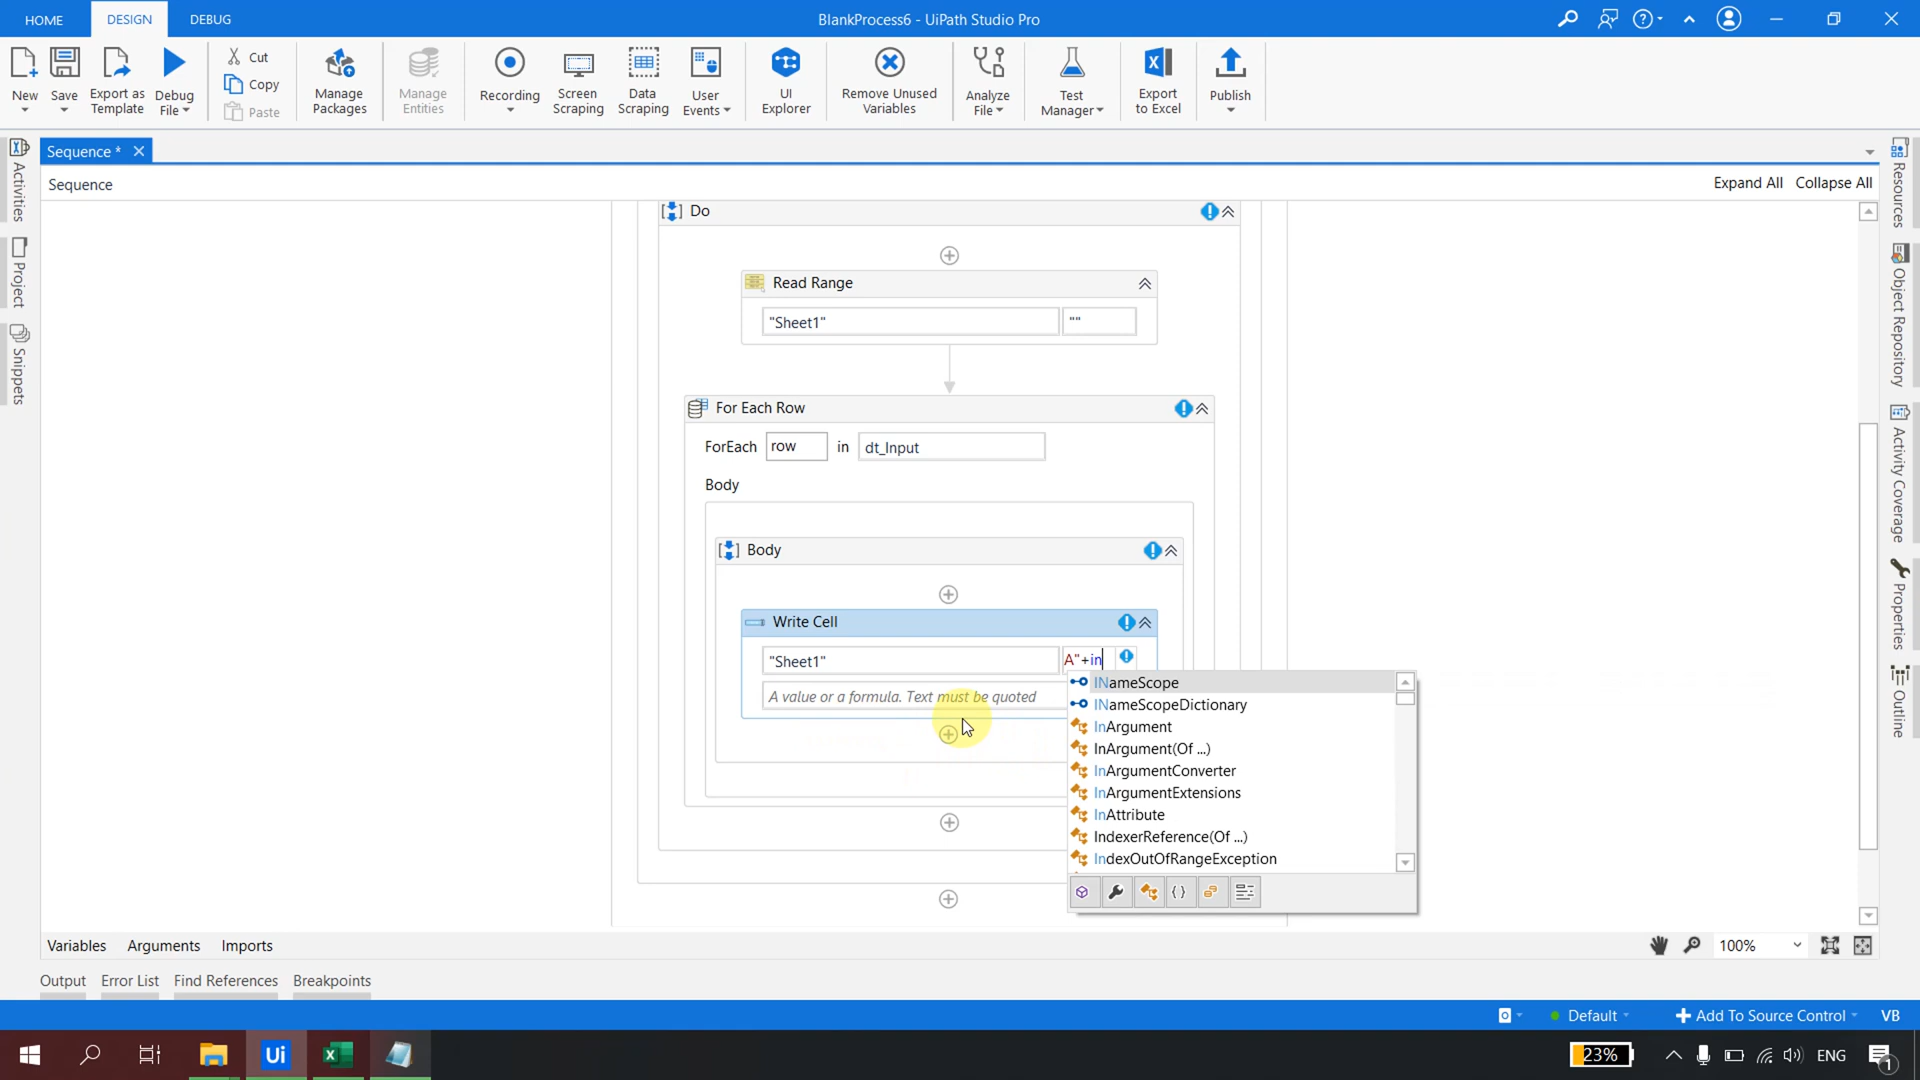 HOME
DESIGN
DEBUG
BlankProcess6 - UiPath Studio Pro
New
Save
Export as Template
Debug File
Cut
Copy
Paste
Manage Packages
Manage Entities
Recording
Screen Scraping
Data Scraping
User Events
UI Explorer
Remove Unused Variables
Analyze File
Test Manager
Export to Excel
Publish
Sequence *
Sequence
Expand All
Collapse All
Activities
Project
Snippets
Resources
Object Repository
Activity Coverage
Properties
Outline
Do
Read Range
"Sheet1"
""
For Each Row
ForEach
row
in
dt_Input
Body
Body
Write Cell
"Sheet1"
A"+in
A value or a formula. Text must be quoted
INameScope
INameScopeDictionary
InArgument
InArgument(Of ...)
InArgumentConverter
InArgumentExtensions
InAttribute
IndexerReference(Of ...)
IndexOutOfRangeException
Variables
Arguments
Imports
100%
Output
Error List
Find References
Breakpoints
Default
Add To Source Control
VB
Ui
23%
ENG
1